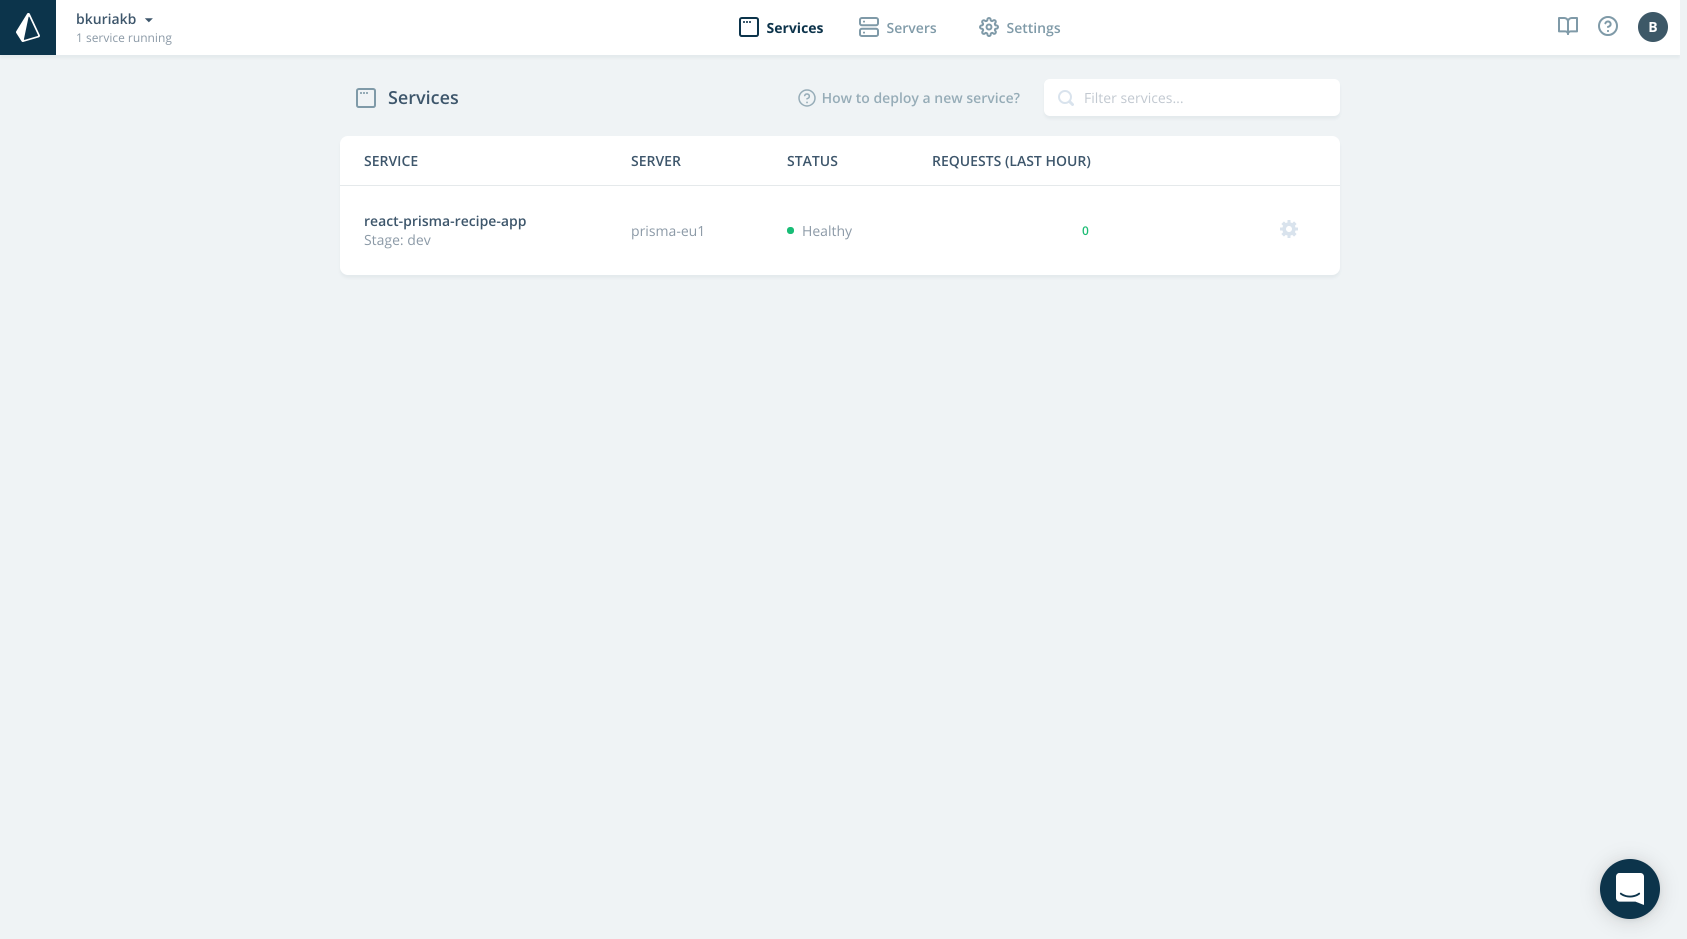 bkuriakb
1 service running
Services
Servers
Settings
B
Services
How to deploy a new service?
Filter services...
SERVICE
SERVER
STATUS
REQUESTS (LAST HOUR)
react-prisma-recipe-app
Stage: dev
prisma-eu1
Healthy
0